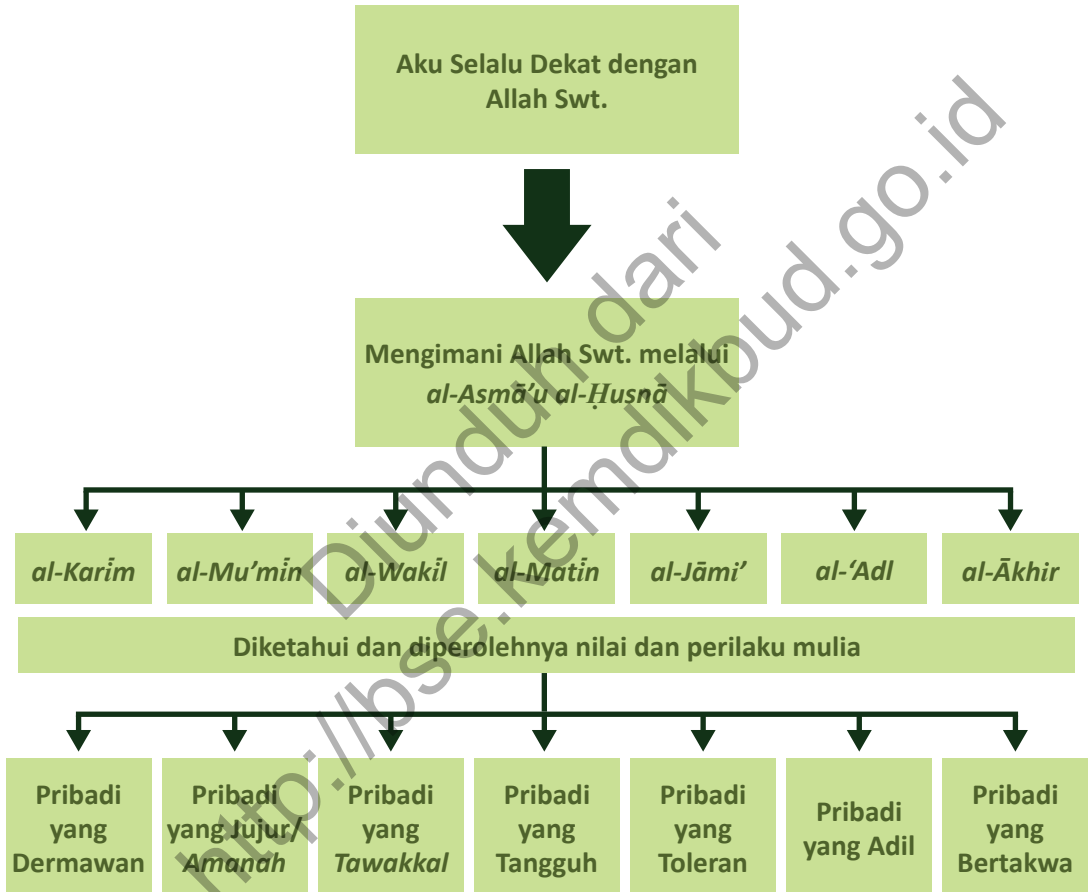 Aku Selalu Dekat dengan
Allah Swt.
Mengimani Allah Swt. melalui
al-Asmā'u al-Ḥusnā
al-Karīm
al-Mu'mīn
al-Wakīl
al-Matīn
al-Jāmi'
al-‘Adl
al-Ākhir
Diketahui dan diperolehnya nilai dan perilaku mulia
Pribadi
yang
Dermawan
Pribadi
yang Jujur/
Amanah
Pribadi
yang
Tawakkal
Pribadi
yang
Tangguh
Pribadi
yang
Toleran
Pribadi
yang Adil
Pribadi
yang
Bertakwa
Diunduh dari
http://bse.kemdikbud.go.id